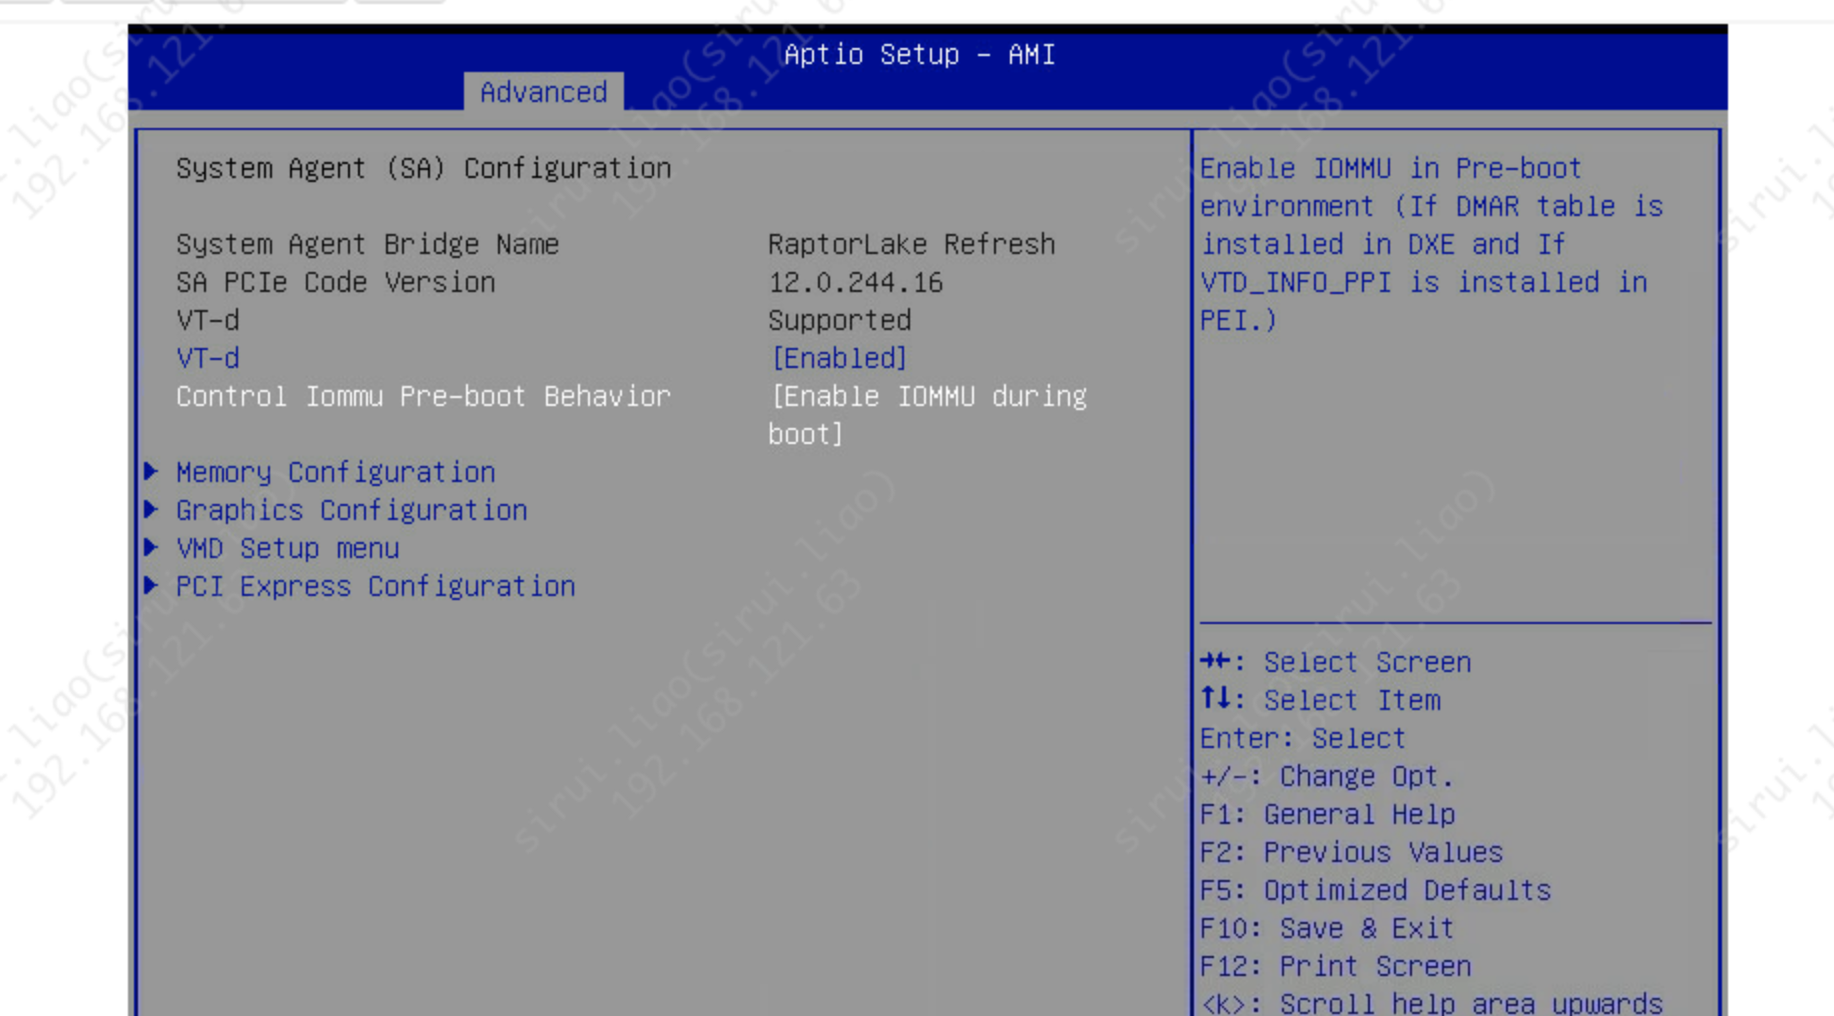 Aptio Setup – AMI
Advanced
System Agent (SA) Configuration
System Agent Bridge Name RaptorLake Refresh
SA PCIe Code Version 12.0.244.16
VT-d Supported
VT-d [Enabled]
Control Iommu Pre-boot Behavior [Enable IOMMU during
boot]
Memory Configuration
Graphics Configuration
VMD Setup menu
PCI Express Configuration
Enable IOMMU in Pre-boot
environment (If DMAR table is
installed in DXE and If
VTD_INFO_PPI is installed in
PEI.)
→←: Select Screen
↑↓: Select Item
Enter: Select
+/-: Change Opt.
F1: General Help
F2: Previous Values
F5: Optimized Defaults
F10: Save & Exit
F12: Print Screen
<k>: Scroll help area upwards
sirui.liao(sirui.liao)
192.168.121.63